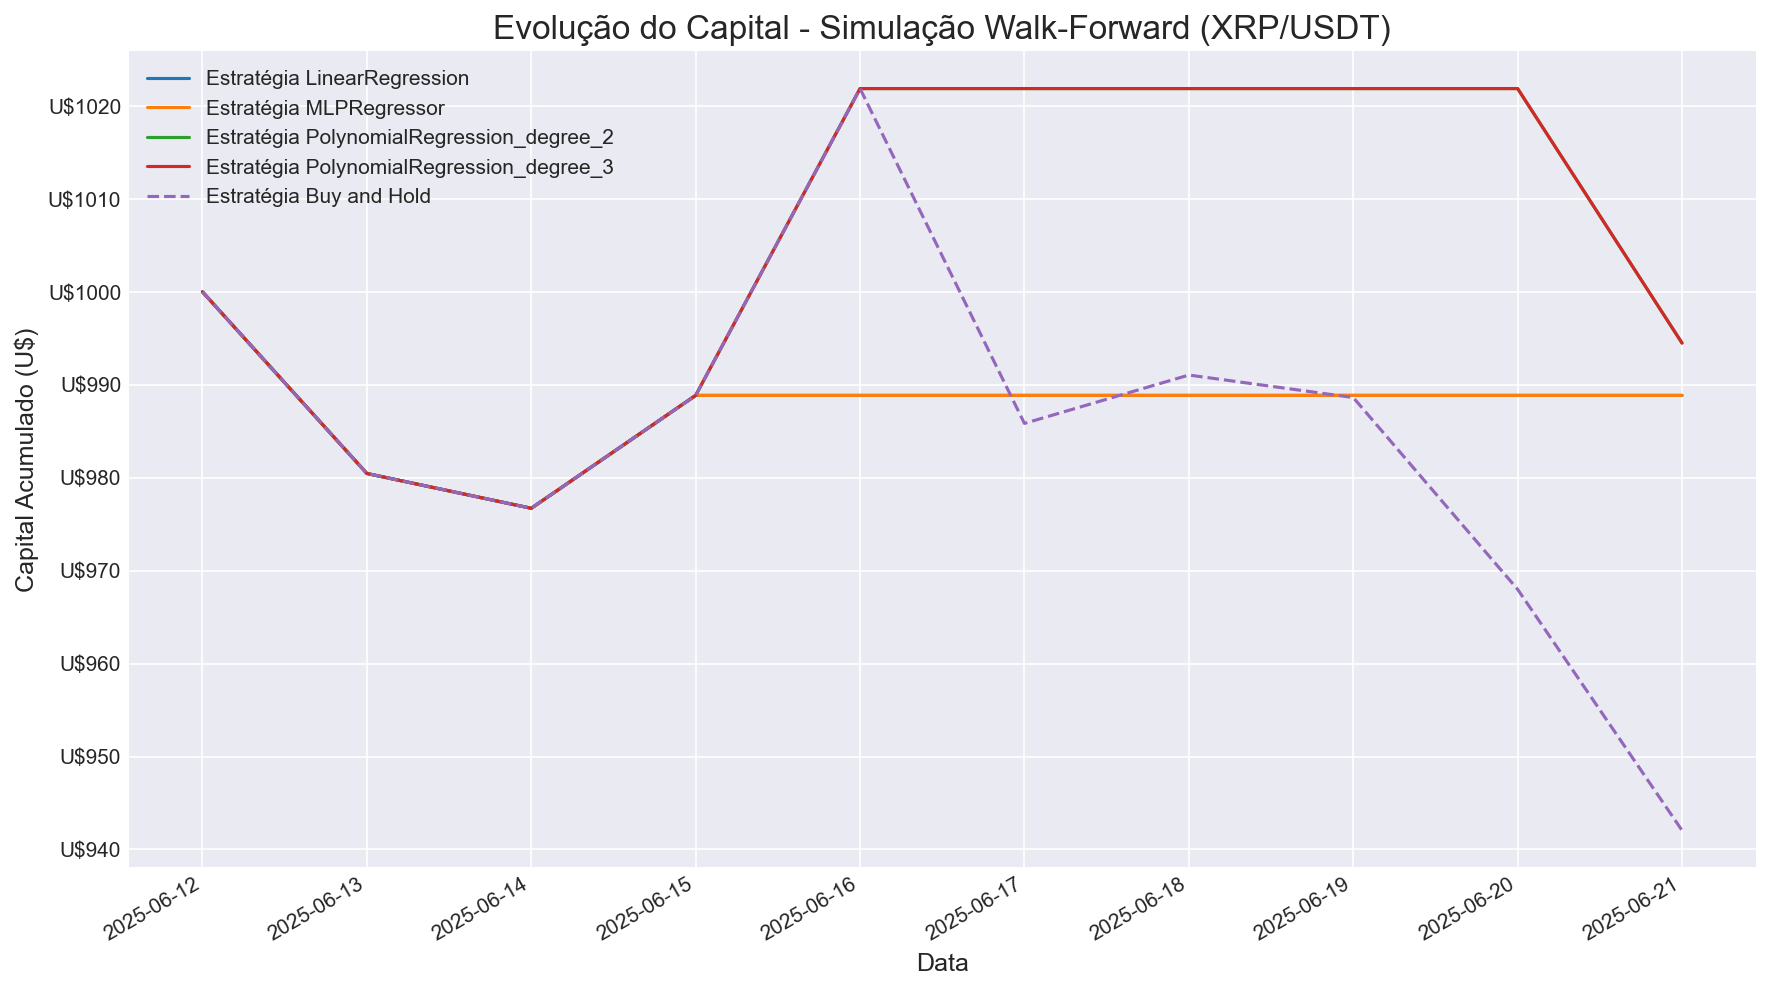 Evolução do Capital - Simulação Walk-Forward (XRP/USDT)
Estratégia LinearRegression
Estratégia MLPRegressor
Estratégia PolynomialRegression_degree_2
Estratégia PolynomialRegression_degree_3
Estratégia Buy and Hold
Capital Acumulado (U$)
U$1020
U$1010
U$1000
U$990
U$980
U$970
U$960
U$950
U$940
2025-06-12
2025-06-13
2025-06-14
2025-06-15
2025-06-16
2025-06-17
2025-06-18
2025-06-19
2025-06-20
2025-06-21
Data